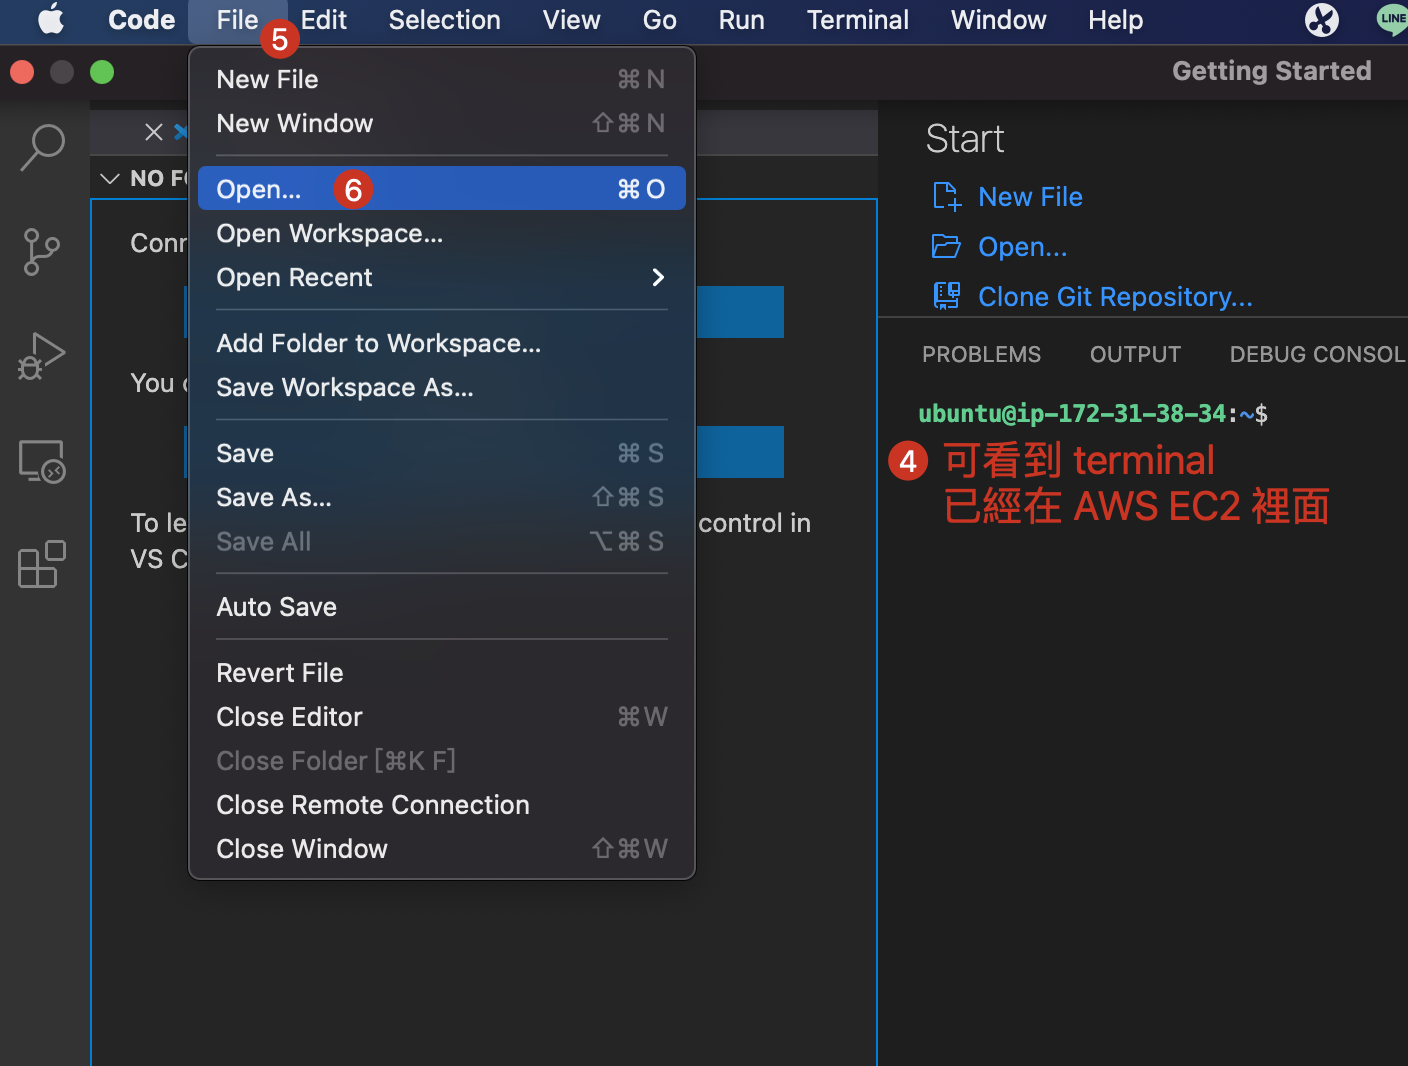 Code File Edit Selection View Go Run Terminal Window Help LINE
5
Getting Started
New File ⌘ N
New Window ⇧ ⌘ N
Open... 6 ⌘ O
Open Workspace...
Open Recent
Add Folder to Workspace...
Save Workspace As...
Save ⌘ S
Save As... ⇧ ⌘ S
Save All ⌥ ⌘ S
Auto Save
Revert File
Close Editor ⌘ W
Close Folder [⌘K F]
Close Remote Connection
Close Window ⇧ ⌘ W
NO
You
To
control in
VS
Start
New File
Open...
Clone Git Repository...
PROBLEMS OUTPUT DEBUG CONSOL
ubuntu@ip-172-31-38-34:~$
4 可看到 terminal
已經在 AWS EC2 裡面